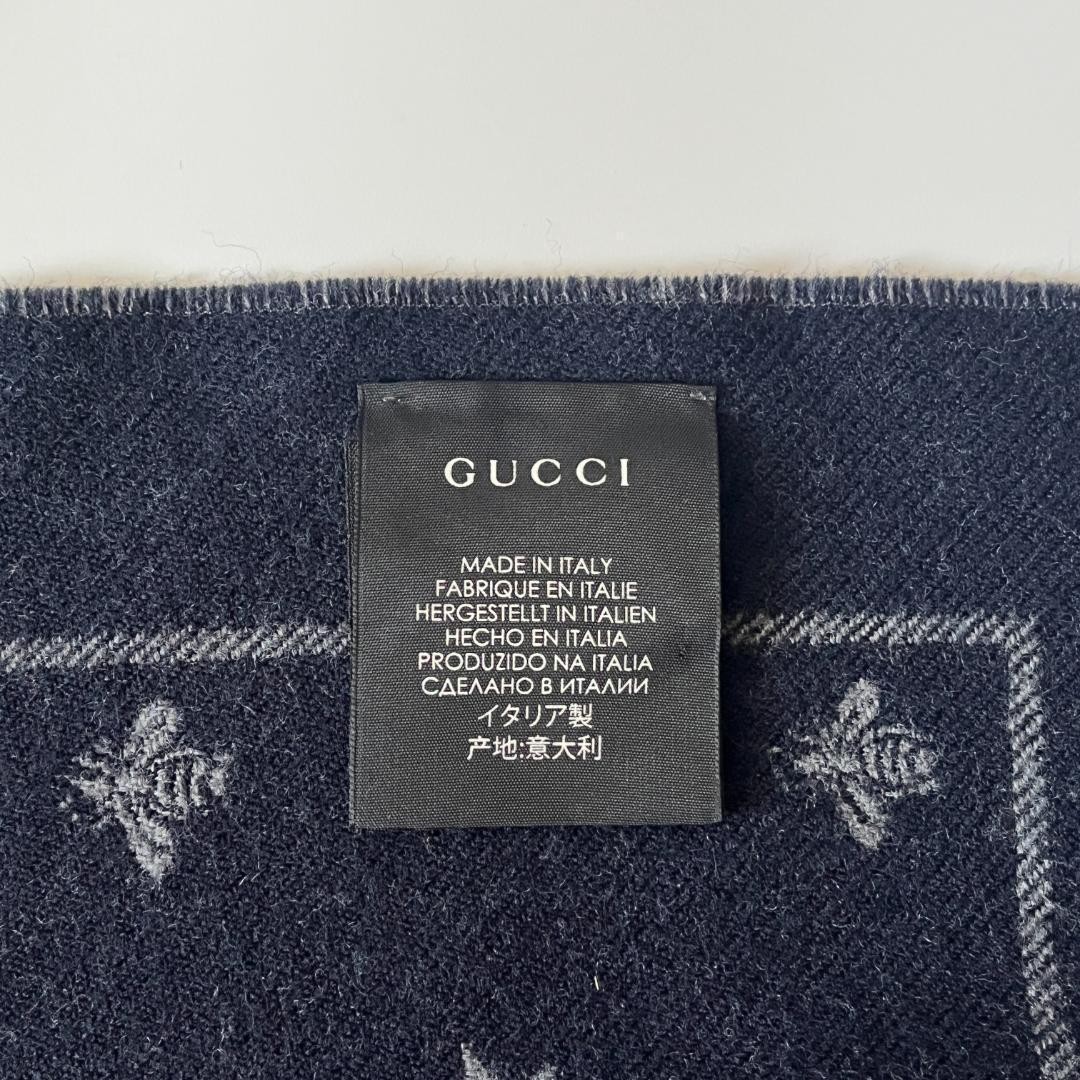 GUCCI
MADE IN ITALY
FABRIQUE EN ITALIE
HERGESTELLT IN ITALIEN
HECHO EN ITALIA
PRODUZIDO NA ITALIA
СДЕЛАНО В ИТАЛИИ
イタリア製
产地:意大利